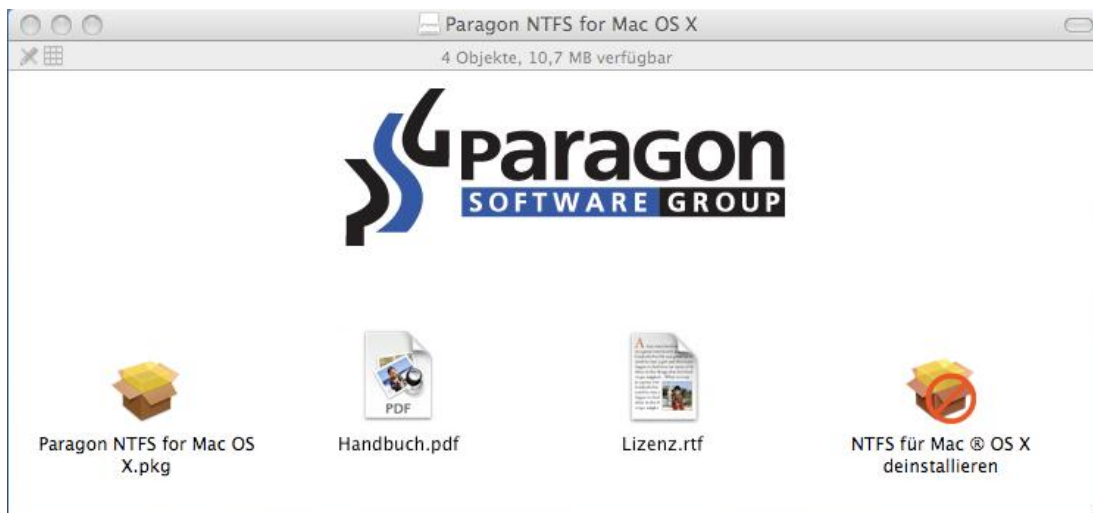 Paragon NTFS for Mac OS X
4 Objekte, 10,7 MB verfügbar
Paragon
SOFTWARE GROUP
PDF
Paragon NTFS for Mac OS
X.pkg
Handbuch.pdf
Lizenz.rtf
NTFS für Mac ® OS X
deinstallieren